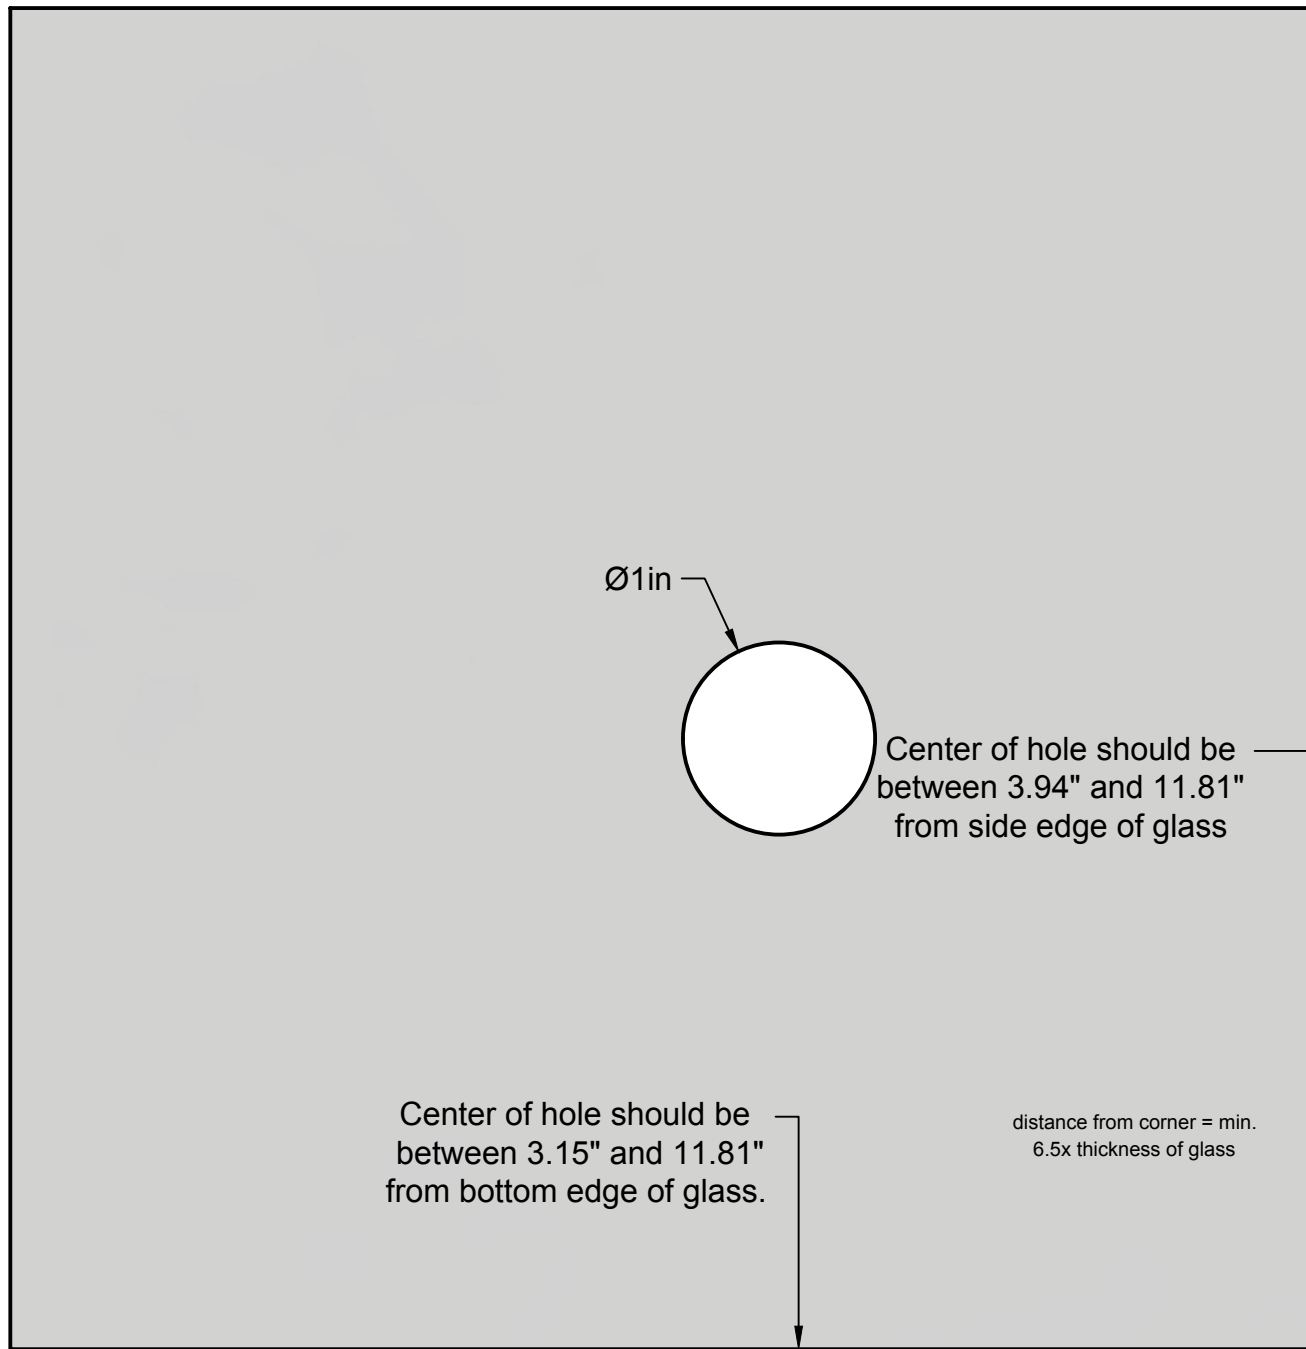 Ø1in
Center of hole should be
between 3.94" and 11.81"
from side edge of glass
Center of hole should be
between 3.15" and 11.81"
from bottom edge of glass.
distance from corner = min.
6.5x thickness of glass